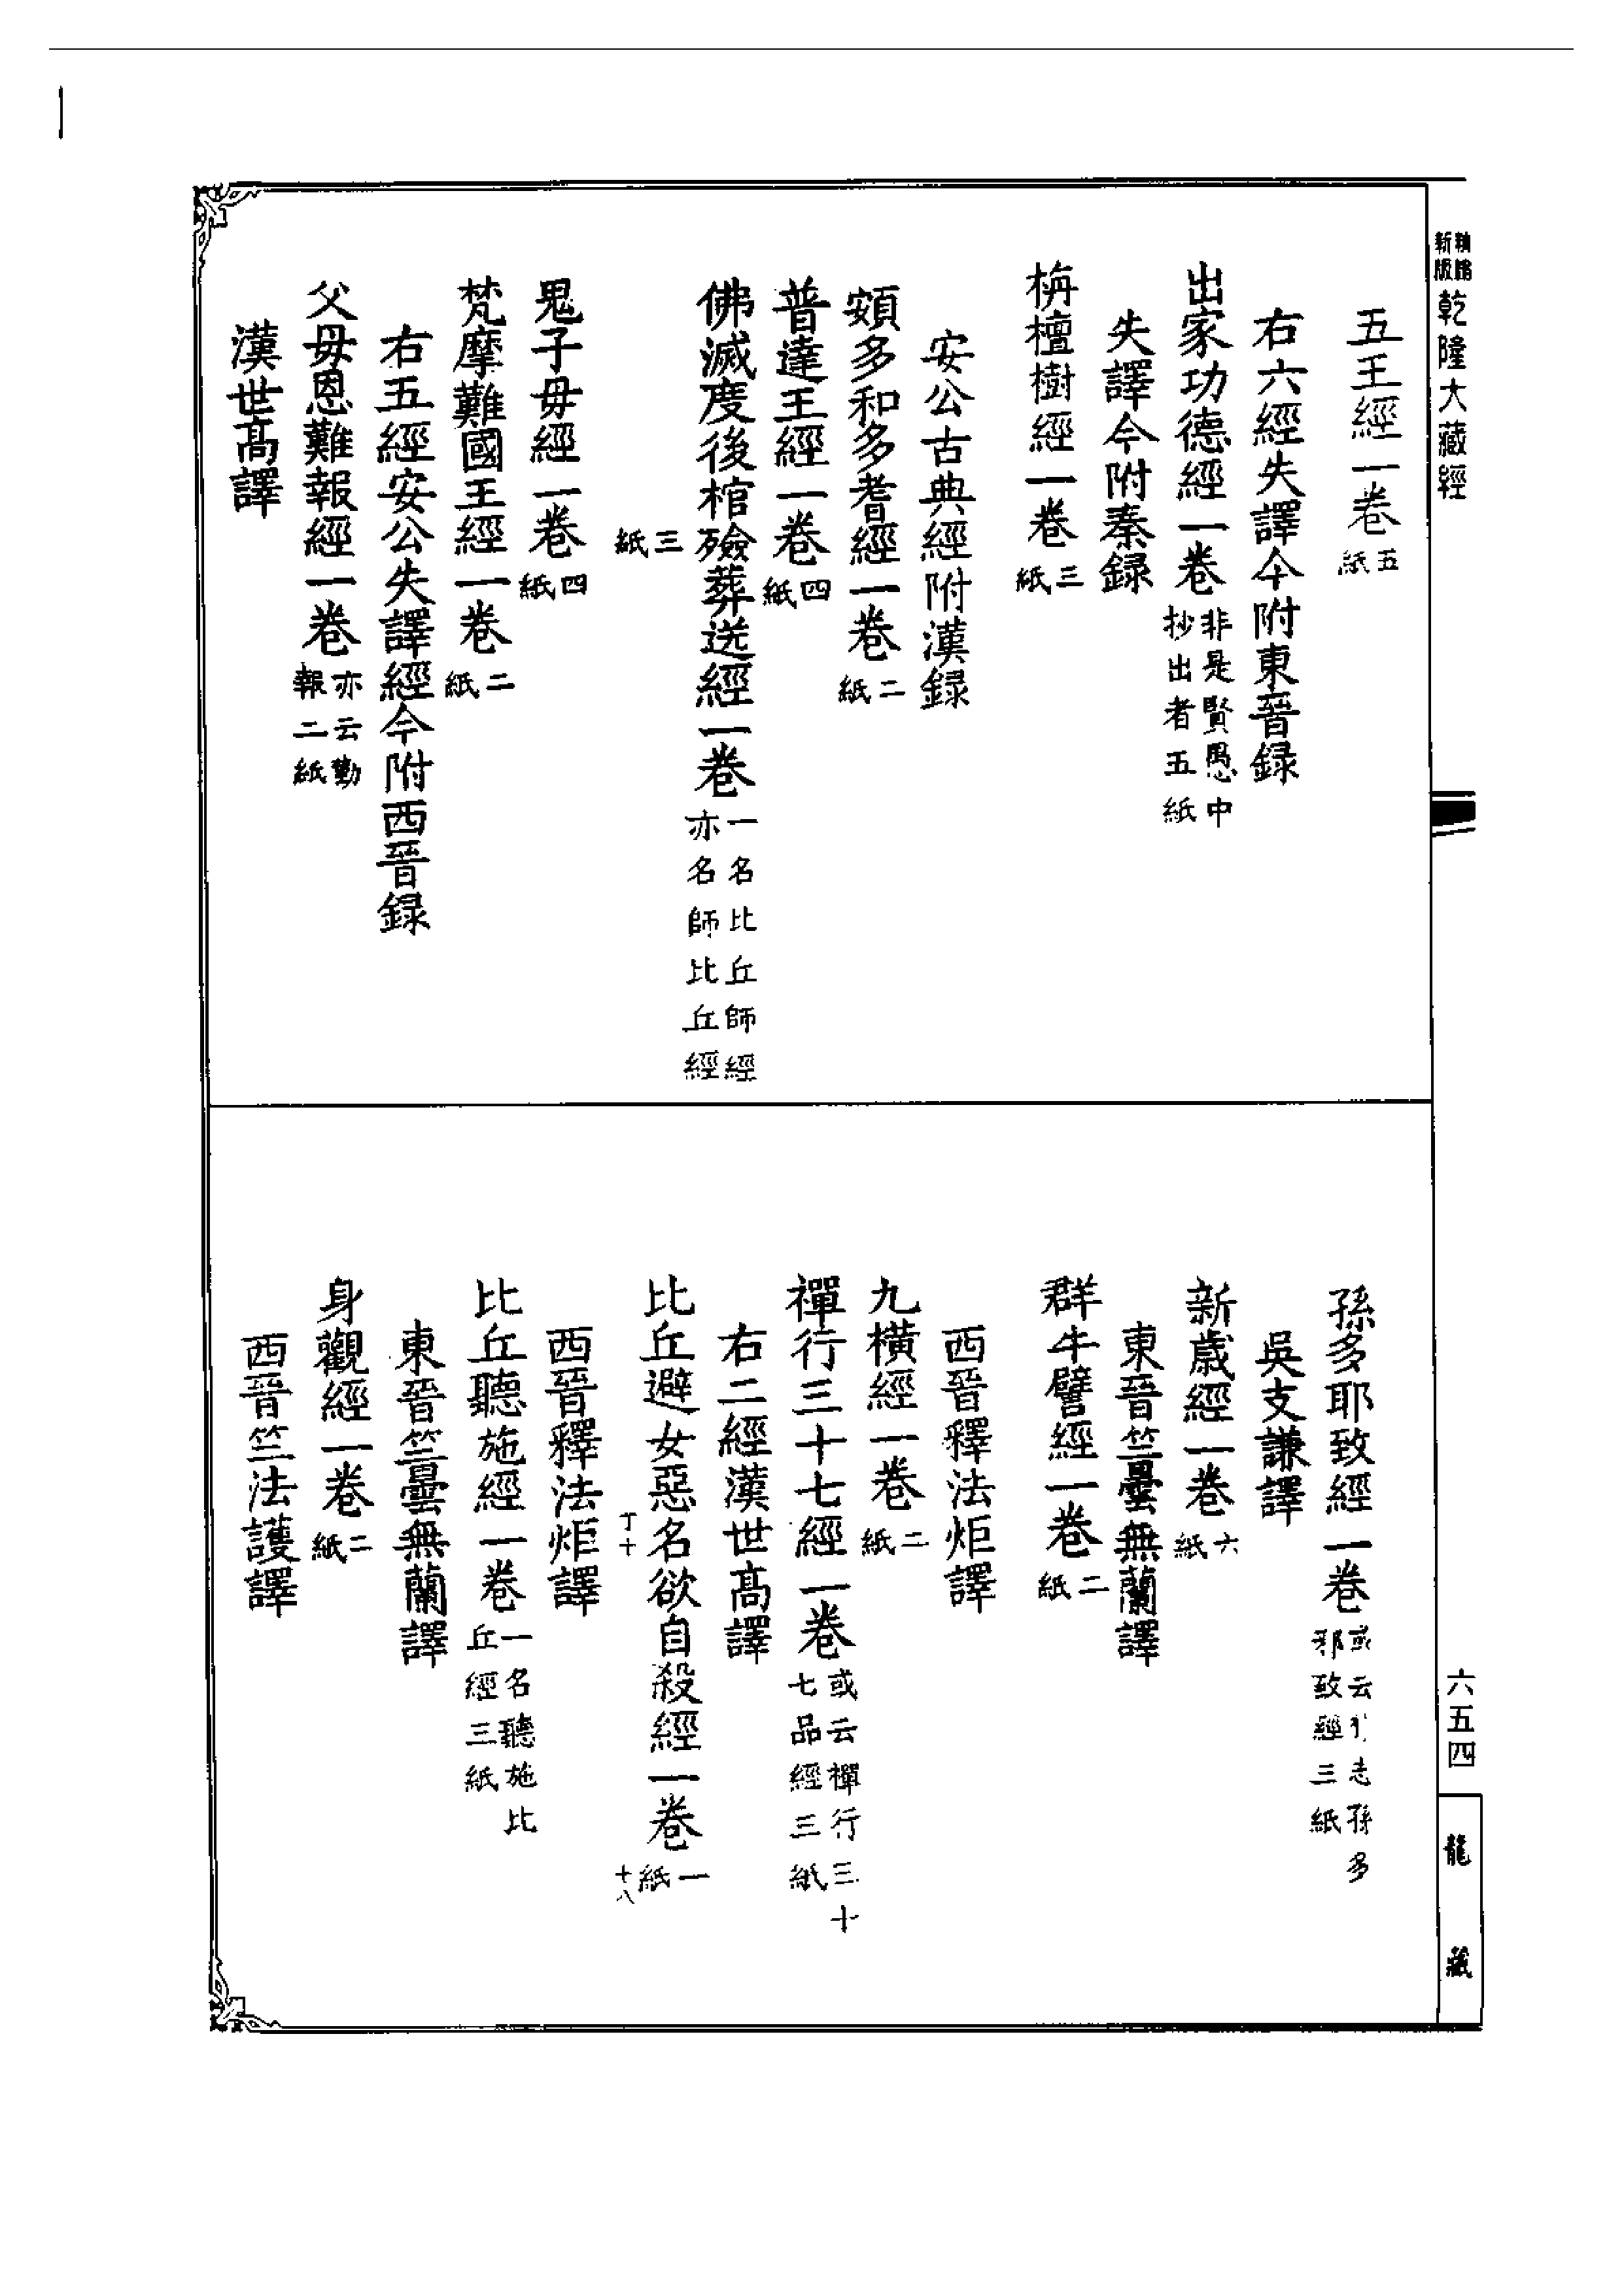 新版
精縮
乾隆大藏經
五王經一卷五紙
右六經失譯今附東晉録
出家功德經一卷非是賢愚中抄出者五紙
失譯今附秦録
栴檀樹經一卷三紙
安公古典經附漢録
頞多和多耆經一卷二紙
普達王經一卷四紙
佛滅度後棺殮葬送經一卷一名比丘師經亦名師比丘經
三紙
鬼子母經一卷四紙
梵摩難國王經一卷二紙
右五經安公失譯經今附西晉録
父母恩難報經一卷亦云勤報二紙
漢世高譯
孫多耶致經一卷或云梵志孫多邪致經三紙
吳支謙譯
新歲經一卷六紙
東晉竺曇無蘭譯
群牛譬經一卷二紙
西晉釋法炬譯
九橫經一卷二紙
禪行三十七經一卷或云禪行三十七品經三紙
右二經漢世高譯
比丘避女惡名欲自殺經一卷一紙
丁十
十八
西晉釋法炬譯
比丘聽施經一卷一名聽施比丘經三紙
東晉竺曇無蘭譯
身觀經一卷二紙
西晉竺法護譯
六五四
龍藏